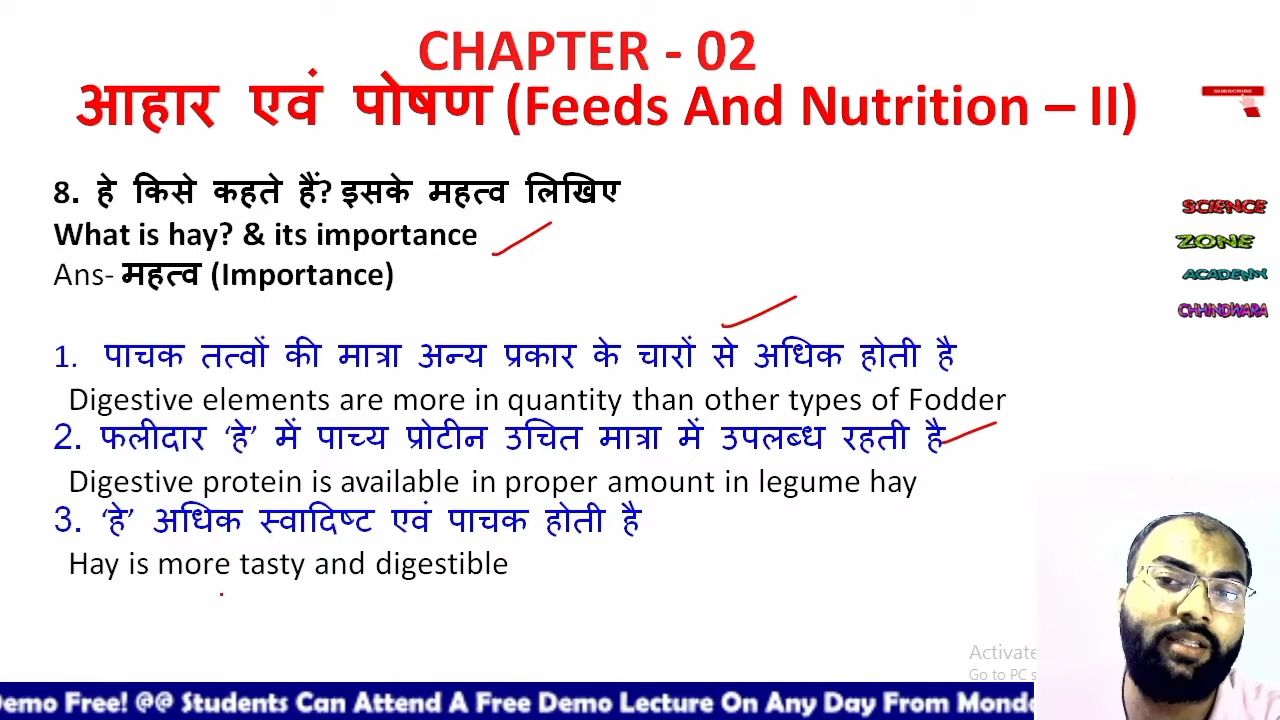 CHAPTER - 02
आहार एवं पोषण (Feeds And Nutrition – II)
SUBSCRIBE
8. हे किसे कहते हैं? इसके महत्व लिखिए
What is hay? & its importance
Ans- महत्व (Importance)
SCIENCE
ZONE
ACADEMY
CHHINDWARA
1. पाचक तत्वों की मात्रा अन्य प्रकार के चारों से अधिक होती है
Digestive elements are more in quantity than other types of Fodder
2. फलीदार ‘हे’ में पाच्य प्रोटीन उचित मात्रा में उपलब्ध रहती है
Digestive protein is available in proper amount in legume hay
3. ‘हे’ अधिक स्वादिष्ट एवं पाचक होती है
Hay is more tasty and digestible
Activate
Go to PC s
Demo Free! @@ Students Can Attend A Free Demo Lecture On Any Day From Monda